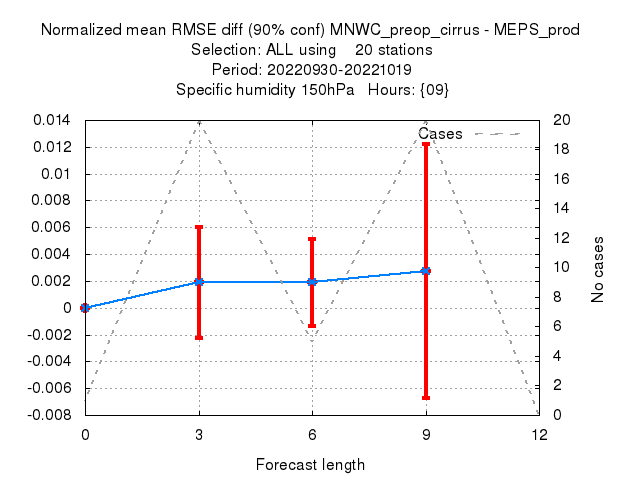 Normalized mean RMSE diff (90% conf) MNWC_preop_cirrus - MEPS_prod
Selection: ALL using    20 stations
Period: 20220930-20221019
Specific humidity 150hPa   Hours: {09}
Cases
0.014
0.012
0.01
0.008
0.006
0.004
0.002
0
-0.002
-0.004
-0.006
-0.008
20
18
16
14
12
10
8
6
4
2
0
No cases
0 3 6 9 12
Forecast length